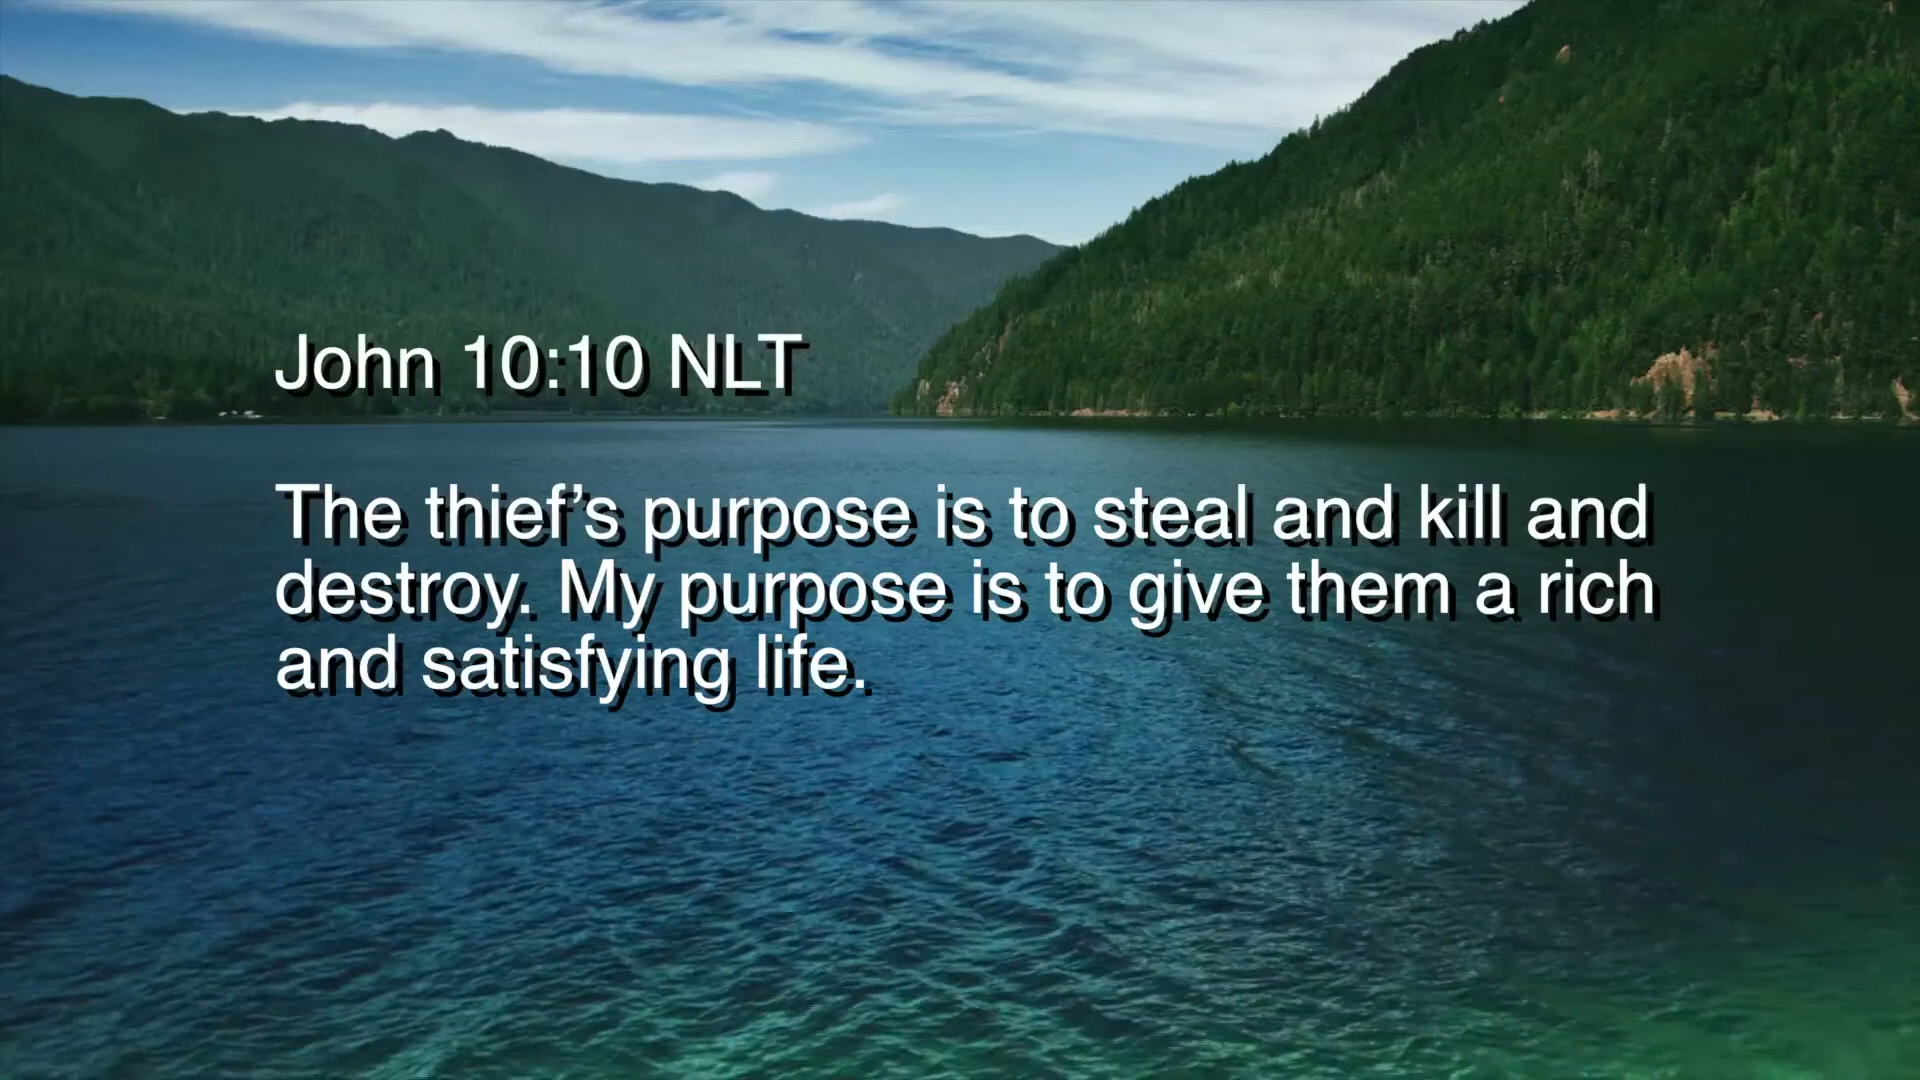 John 10:10 NLT
The thief’s purpose is to steal and kill and
destroy. My purpose is to give them a rich
and satisfying life.